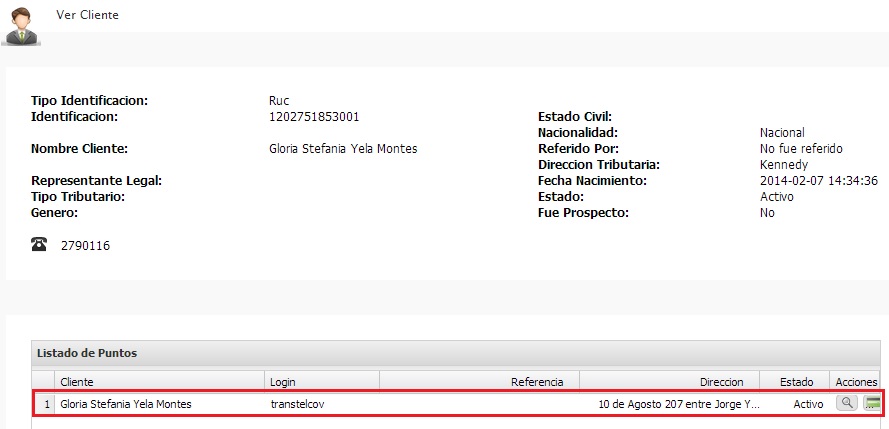 Ver Cliente
Tipo Identificacion: Ruc
Identificacion: 1202751853001 Estado Civil:
Nacionalidad: Nacional
Nombre Cliente: Gloria Stefania Yela Montes Referido Por: No fue referido
Direccion Tributaria: Kennedy
Representante Legal: Fecha Nacimiento: 2014-02-07 14:34:36
Tipo Tributario: Estado: Activo
Genero: Fue Prospecto: No
2790116
Listado de Puntos
Cliente Login Referencia Direccion Estado Acciones
1 Gloria Stefania Yela Montes transtelcov 10 de Agosto 207 entre Jorge Y... Activo